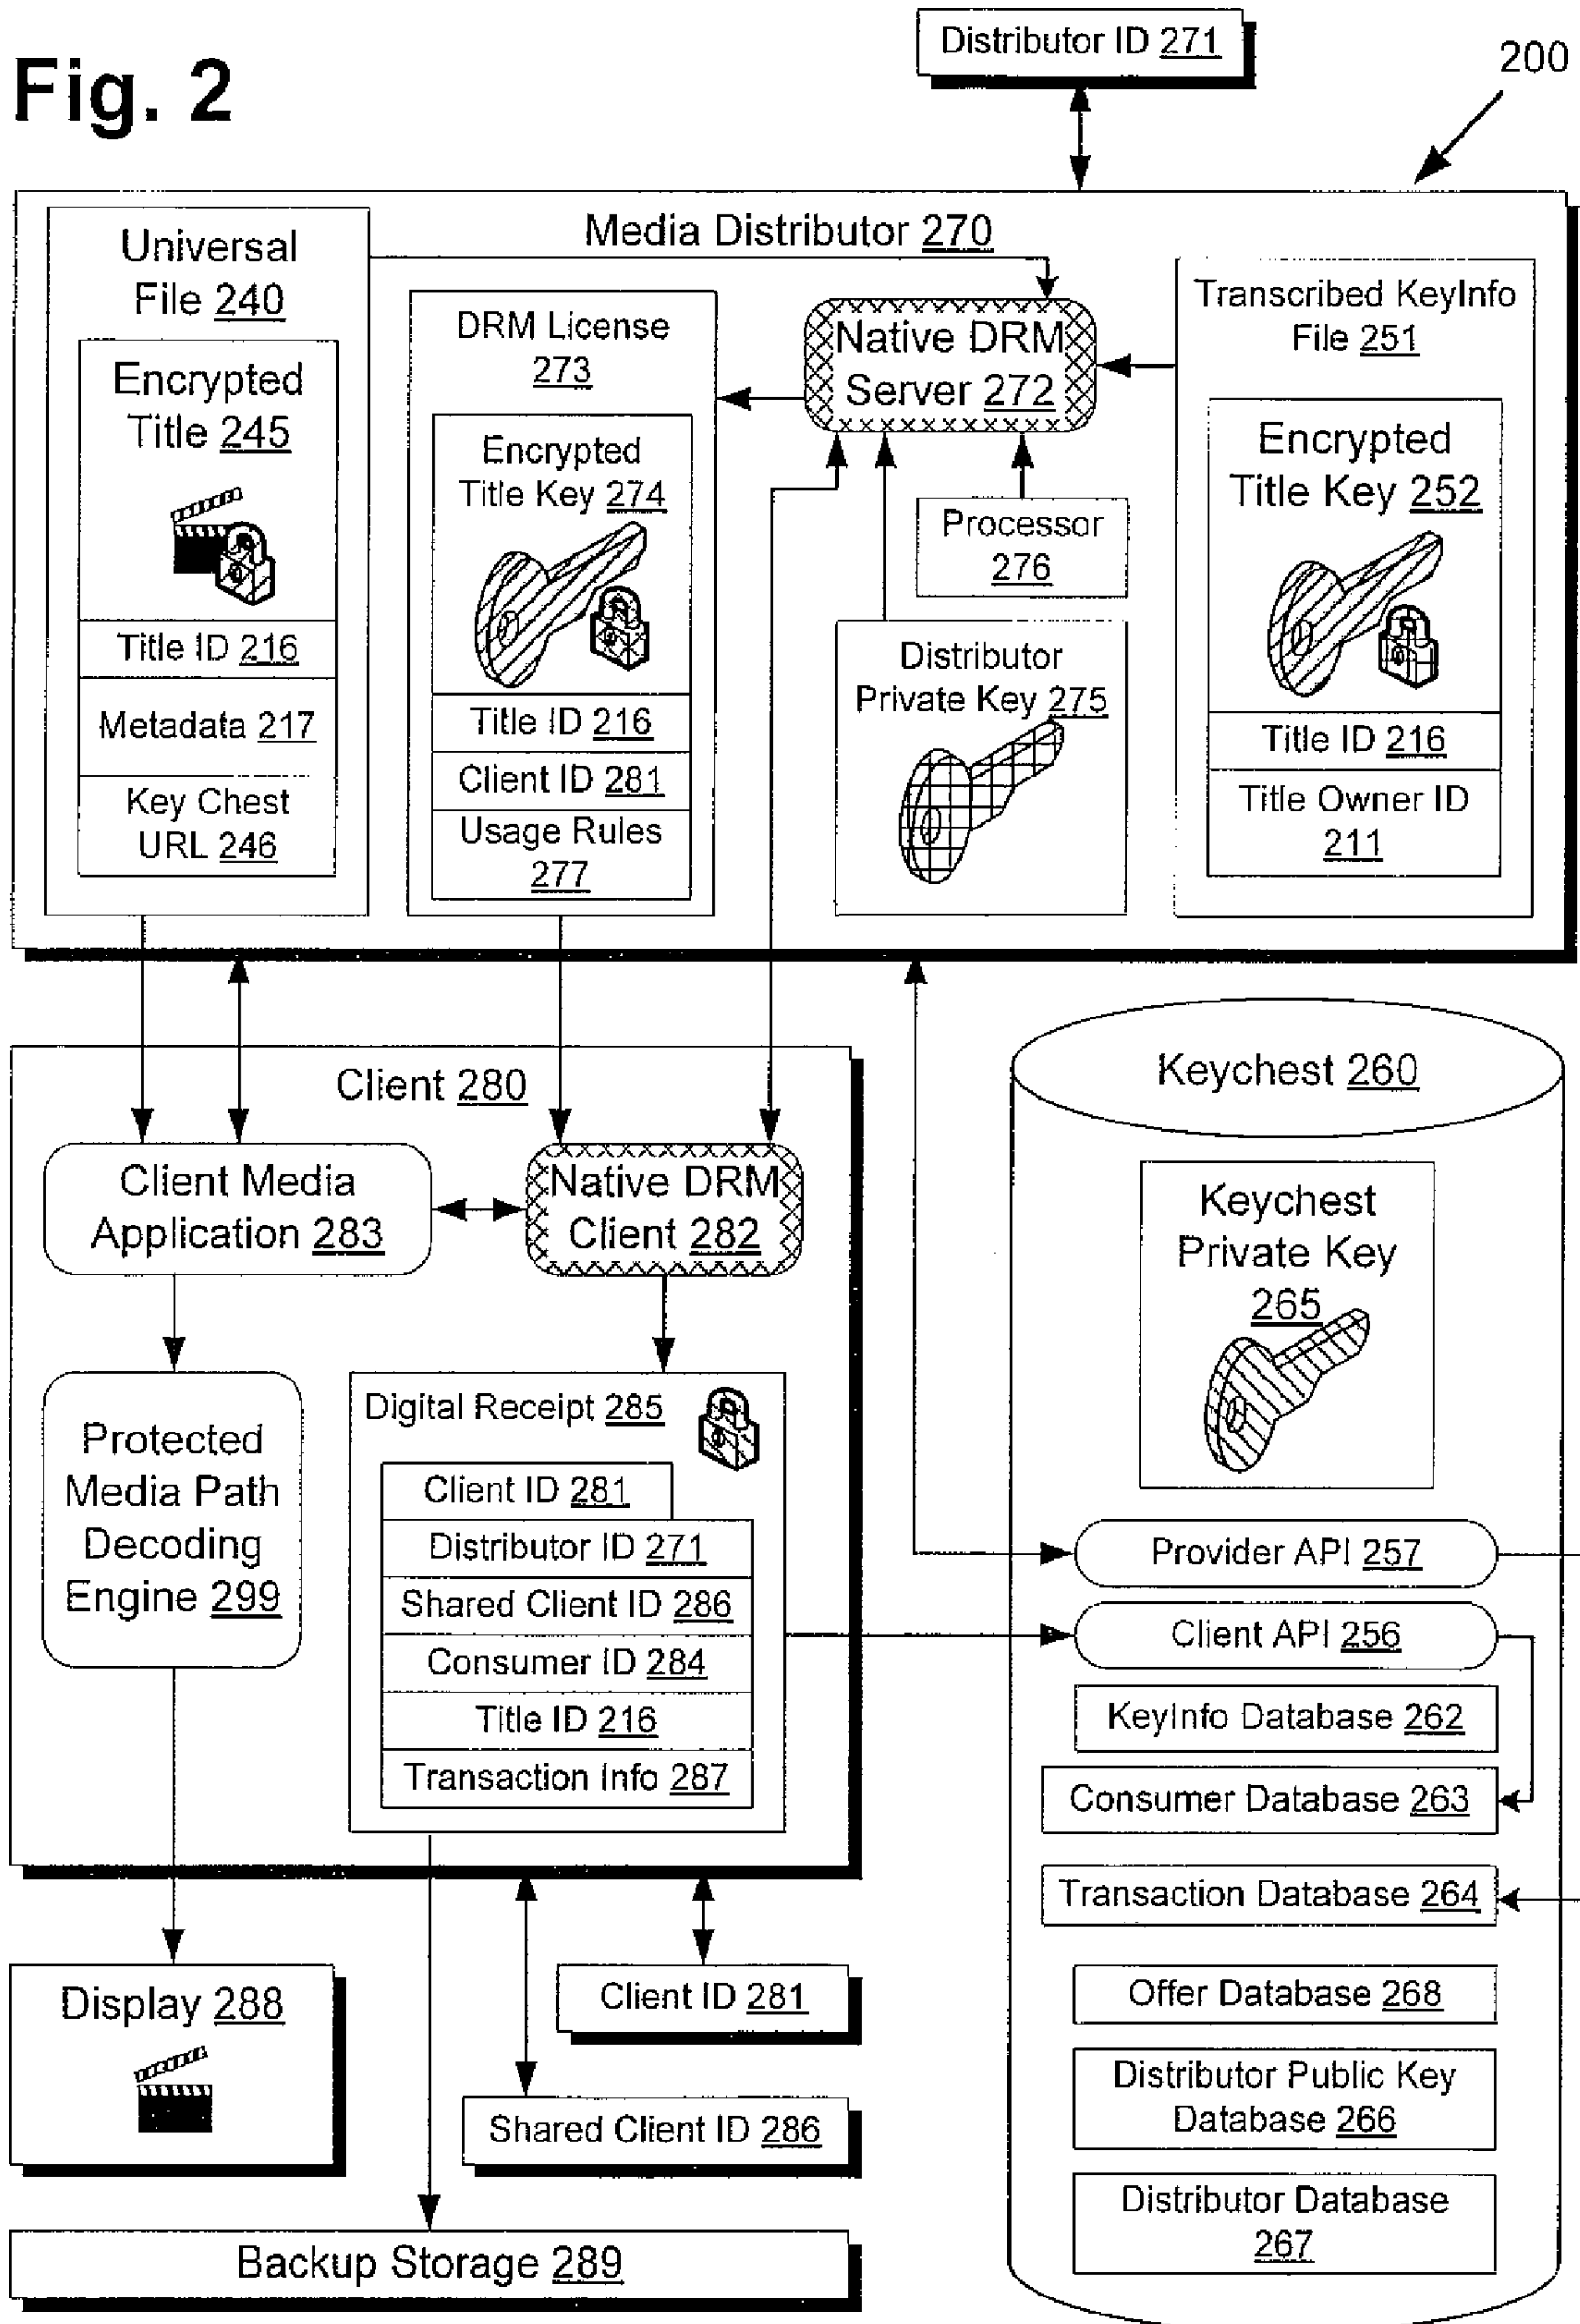 Fig. 2
Distributor ID 271
200
Media Distributor 270
Universal
File 240
Encrypted
Title 245
Title ID 216
Metadata 217
Key Chest
URL 246
DRM License
273
Encrypted
Title Key 274
Title ID 216
Client ID 281
Usage Rules
277
Native DRM
Server 272
Processor
276
Distributor
Private Key 275
Transcribed KeyInfo
File 251
Encrypted
Title Key 252
Title ID 216
Title Owner ID
211
Client 280
Client Media
Application 283
Native DRM
Client 282
Protected
Media Path
Decoding
Engine 299
Digital Receipt 285
Client ID 281
Distributor ID 271
Shared Client ID 286
Consumer ID 284
Title ID 216
Transaction Info 287
Display 288
Client ID 281
Shared Client ID 286
Backup Storage 289
Keychest 260
Keychest
Private Key
265
Provider API 257
Client API 256
KeyInfo Database 262
Consumer Database 263
Transaction Database 264
Offer Database 268
Distributor Public Key
Database 266
Distributor Database
267